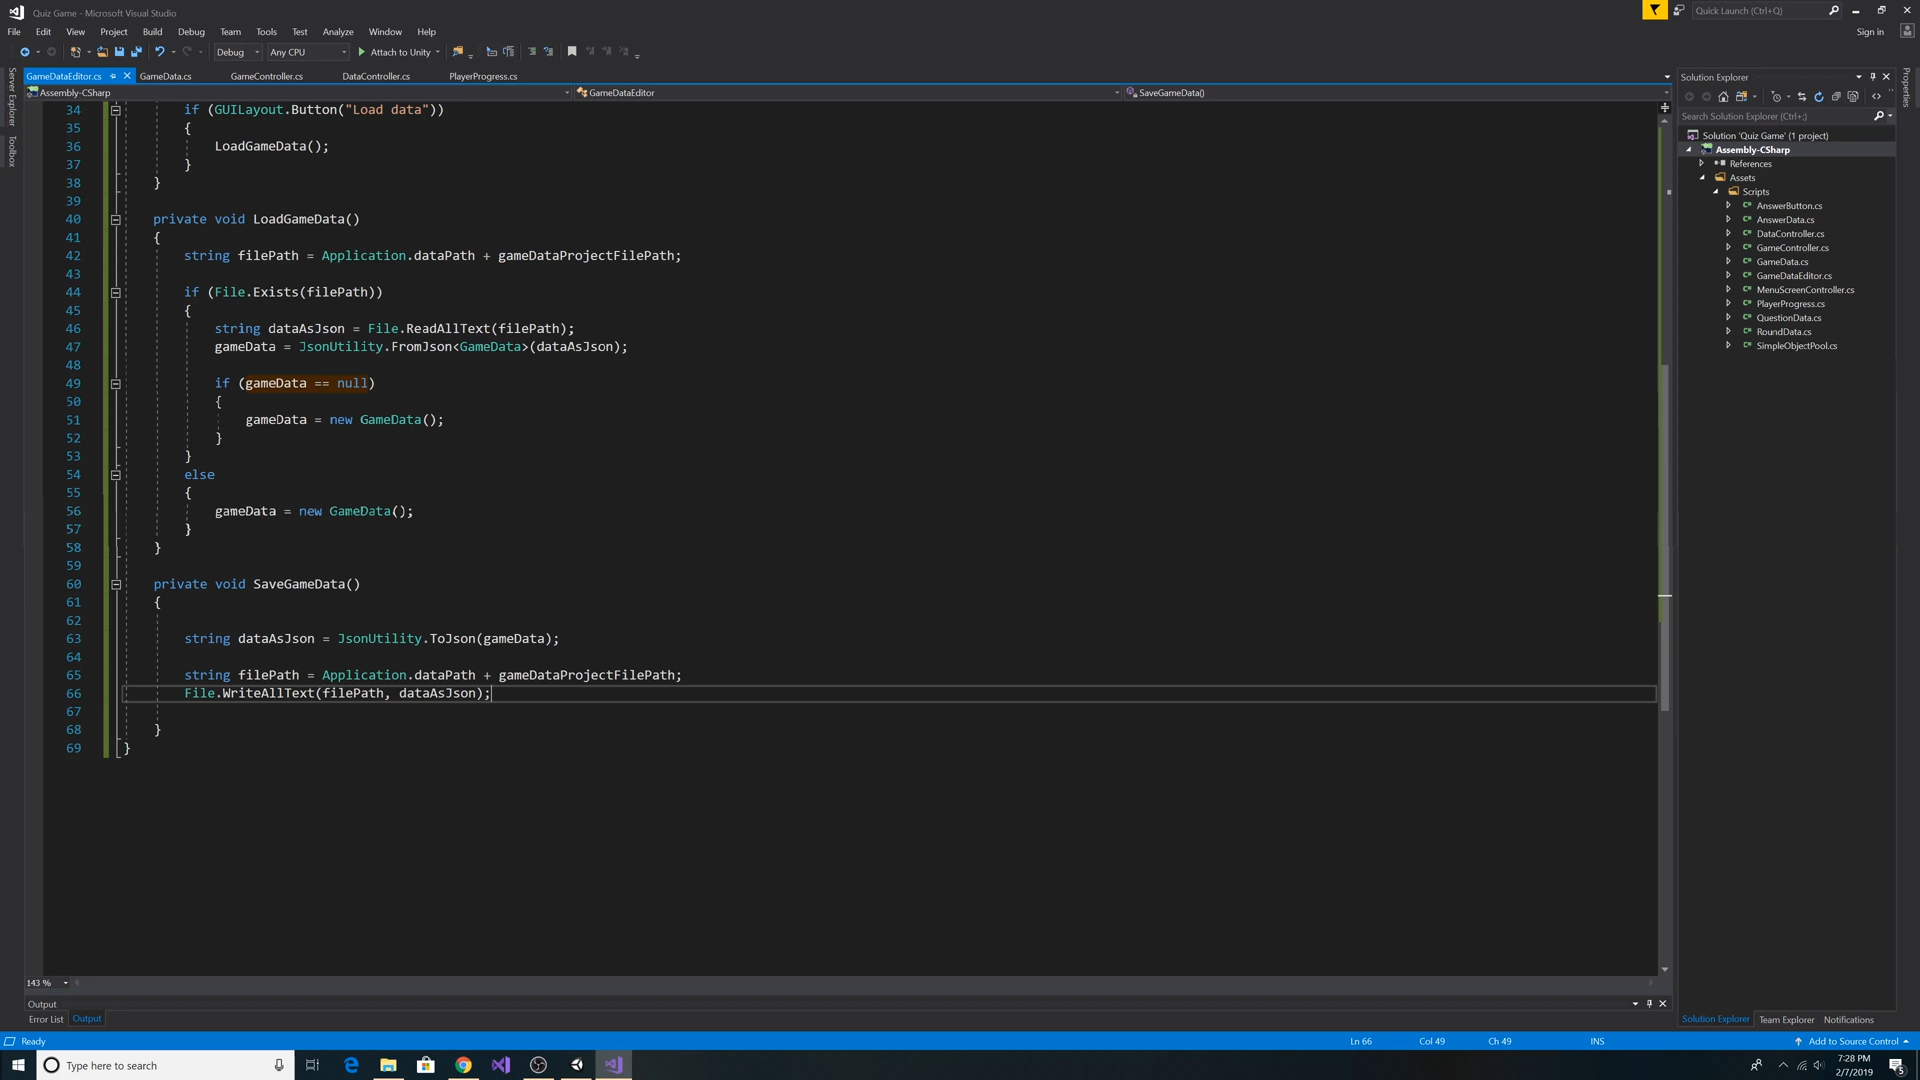 Quiz Game - Microsoft Visual Studio
Quick Launch (Ctrl+Q)
File Edit View Project Build Debug Team Tools Test Analyze Window Help
Sign in
Debug Any CPU Attach to Unity
GameDataEditor.cs GameData.cs GameController.cs DataController.cs PlayerProgress.cs
Assembly-CSharp GameDataEditor SaveGameData()
Server Explorer
Toolbox
34 if (GUILayout.Button("Load data"))
35 {
36 LoadGameData();
37 }
38 }
39
40 private void LoadGameData()
41 {
42 string filePath = Application.dataPath + gameDataProjectFilePath;
43
44 if (File.Exists(filePath))
45 {
46 string dataAsJson = File.ReadAllText(filePath);
47 gameData = JsonUtility.FromJson<GameData>(dataAsJson);
48
49 if (gameData == null)
50 {
51 gameData = new GameData();
52 }
53 }
54 else
55 {
56 gameData = new GameData();
57 }
58 }
59
60 private void SaveGameData()
61 {
62
63 string dataAsJson = JsonUtility.ToJson(gameData);
64
65 string filePath = Application.dataPath + gameDataProjectFilePath;
66 File.WriteAllText(filePath, dataAsJson);
67
68 }
69 }
143 %
Output
Error List Output
Solution Explorer
Search Solution Explorer (Ctrl+;)
Solution 'Quiz Game' (1 project)
Assembly-CSharp
References
Assets
Scripts
AnswerButton.cs
AnswerData.cs
DataController.cs
GameController.cs
GameData.cs
GameDataEditor.cs
MenuScreenController.cs
PlayerProgress.cs
QuestionData.cs
RoundData.cs
SimpleObjectPool.cs
Properties
Solution Explorer Team Explorer Notifications
Ready Ln 66 Col 49 Ch 49 INS Add to Source Control
Type here to search
7:28 PM
2/7/2019
5